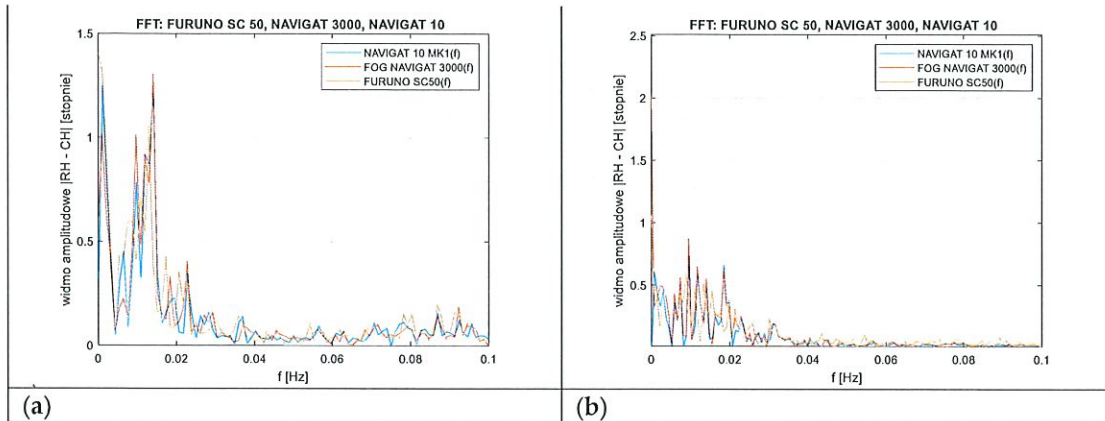 FFT: FURUNO SC 50, NAVIGAT 3000, NAVIGAT 10
1.5
1
0.5
0
widmo amplitudowe |RH - CH| [stopnie]
NAVIGAT 10 MK1(f)
FOG NAVIGAT 3000(f)
FURUNO SC50(f)
0 0.02 0.04 0.06 0.08 0.1
f [Hz]
(a)
FFT: FURUNO SC 50, NAVIGAT 3000, NAVIGAT 10
2.5
2
1.5
1
0.5
widmo amplitudowe |RH - CH| [stopnie]
NAVIGAT 10 MK1(f)
FOG NAVIGAT 3000(f)
FURUNO SC50(f)
0 0.02 0.04 0.06 0.08 0.1
f [Hz]
(b)